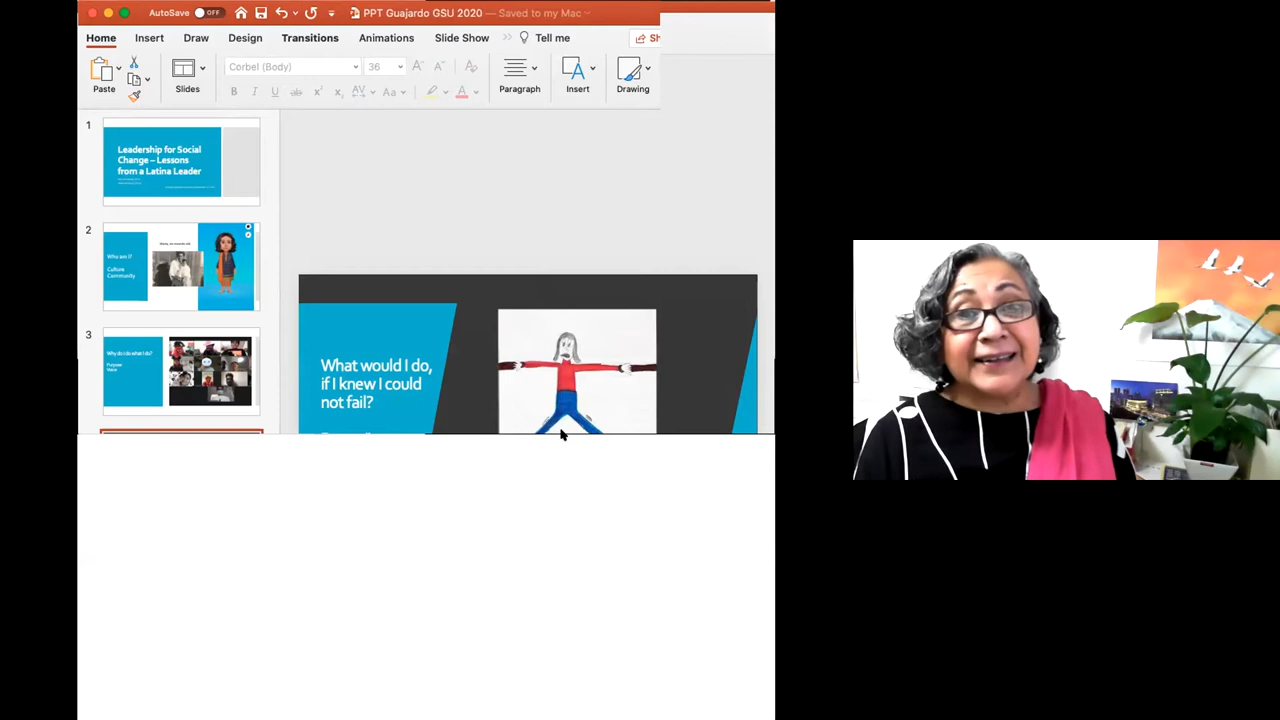 AutoSave OFF
PPT Guajardo GSU 2020 — Saved to my Mac
Home Insert Draw Design Transitions Animations Slide Show Tell me Sh
Corbel (Body) 36
Paste Slides Paragraph Insert Drawing
1
Leadership for Social
Change – Lessons
from a Latina Leader
2
Who am I?
Culture
Community
3
Why do I do what I do?
Purpose
What would I do,
if I knew I could
not fail?